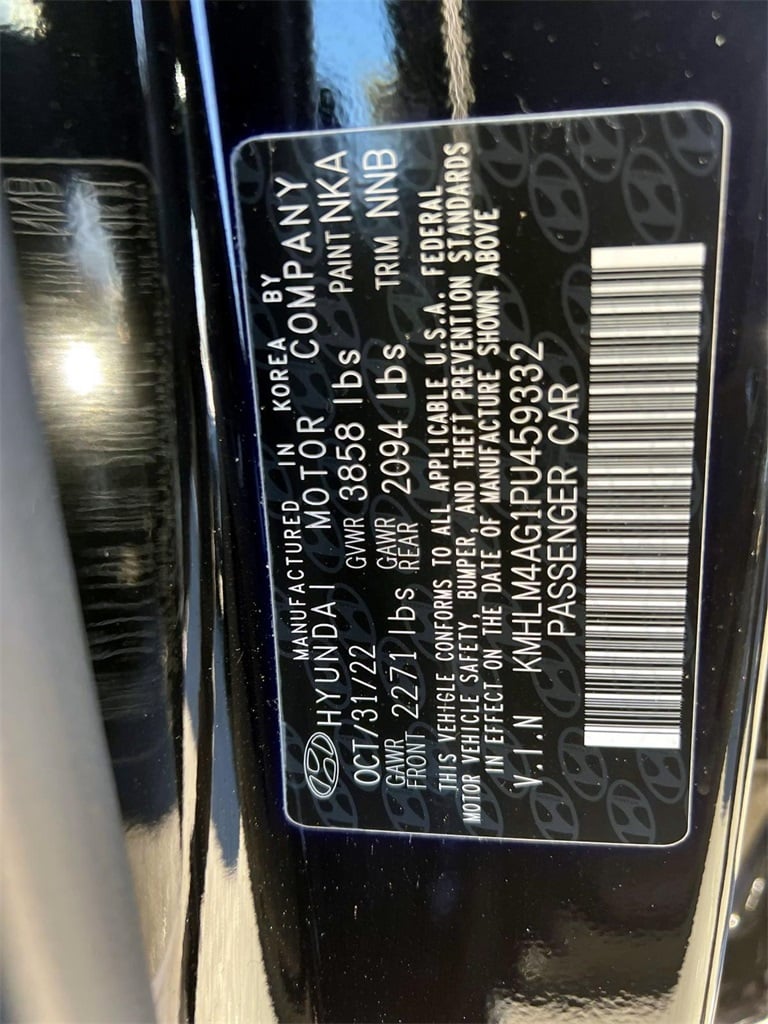 MANUFACTURED IN KOREA BY
HYUNDAI MOTOR COMPANY
OCT/31/22 GVWR 3858 lbs PAINT NKA
GAWR FRONT 2271 lbs GAWR REAR 2094 lbs TRIM NNB
THIS VEHICLE CONFORMS TO ALL APPLICABLE U.S.A. FEDERAL
MOTOR VEHICLE SAFETY, BUMPER, AND THEFT PREVENTION STANDARDS
IN EFFECT ON THE DATE OF MANUFACTURE SHOWN ABOVE
V.I.N KMHLM4AG1PU459332
PASSENGER CAR